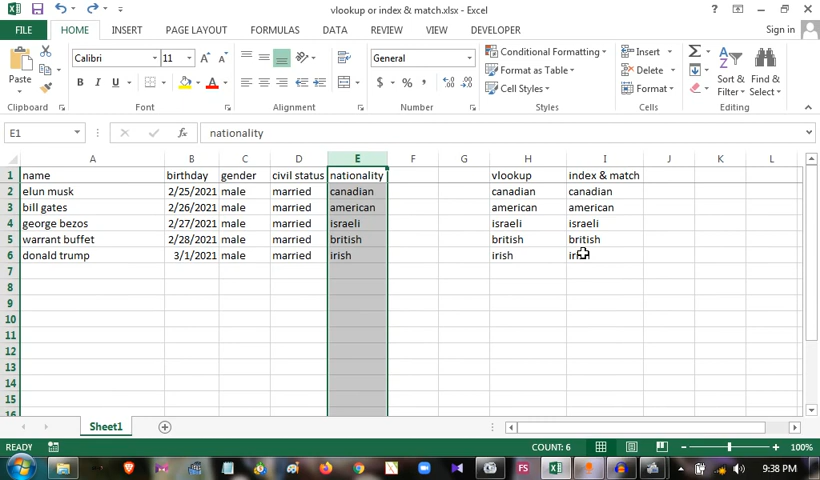 vlookup or index & match.xlsx - Excel
FILE HOME INSERT PAGE LAYOUT FORMULAS DATA REVIEW VIEW DEVELOPER Sign in
Paste
Calibri 11
B I U
General
$ % ,
Conditional Formatting
Format as Table
Cell Styles
Insert
Delete
Format
Sort & Filter
Find & Select
Clipboard Font Alignment Number Styles Cells Editing
E1 fx nationality
A B C D E F G H I J K L
1 name birthday gender civil status nationality vlookup index & match
2 elun musk 2/25/2021 male married canadian canadian canadian
3 bill gates 2/26/2021 male married american american american
4 george bezos 2/27/2021 male married israeli israeli israeli
5 warrant buffet 2/28/2021 male married british british british
6 donald trump 3/1/2021 male married irish irish
7
8
9
10
11
12
13
14
15
16
Sheet1
READY COUNT: 6 100%
FS 9:38 PM